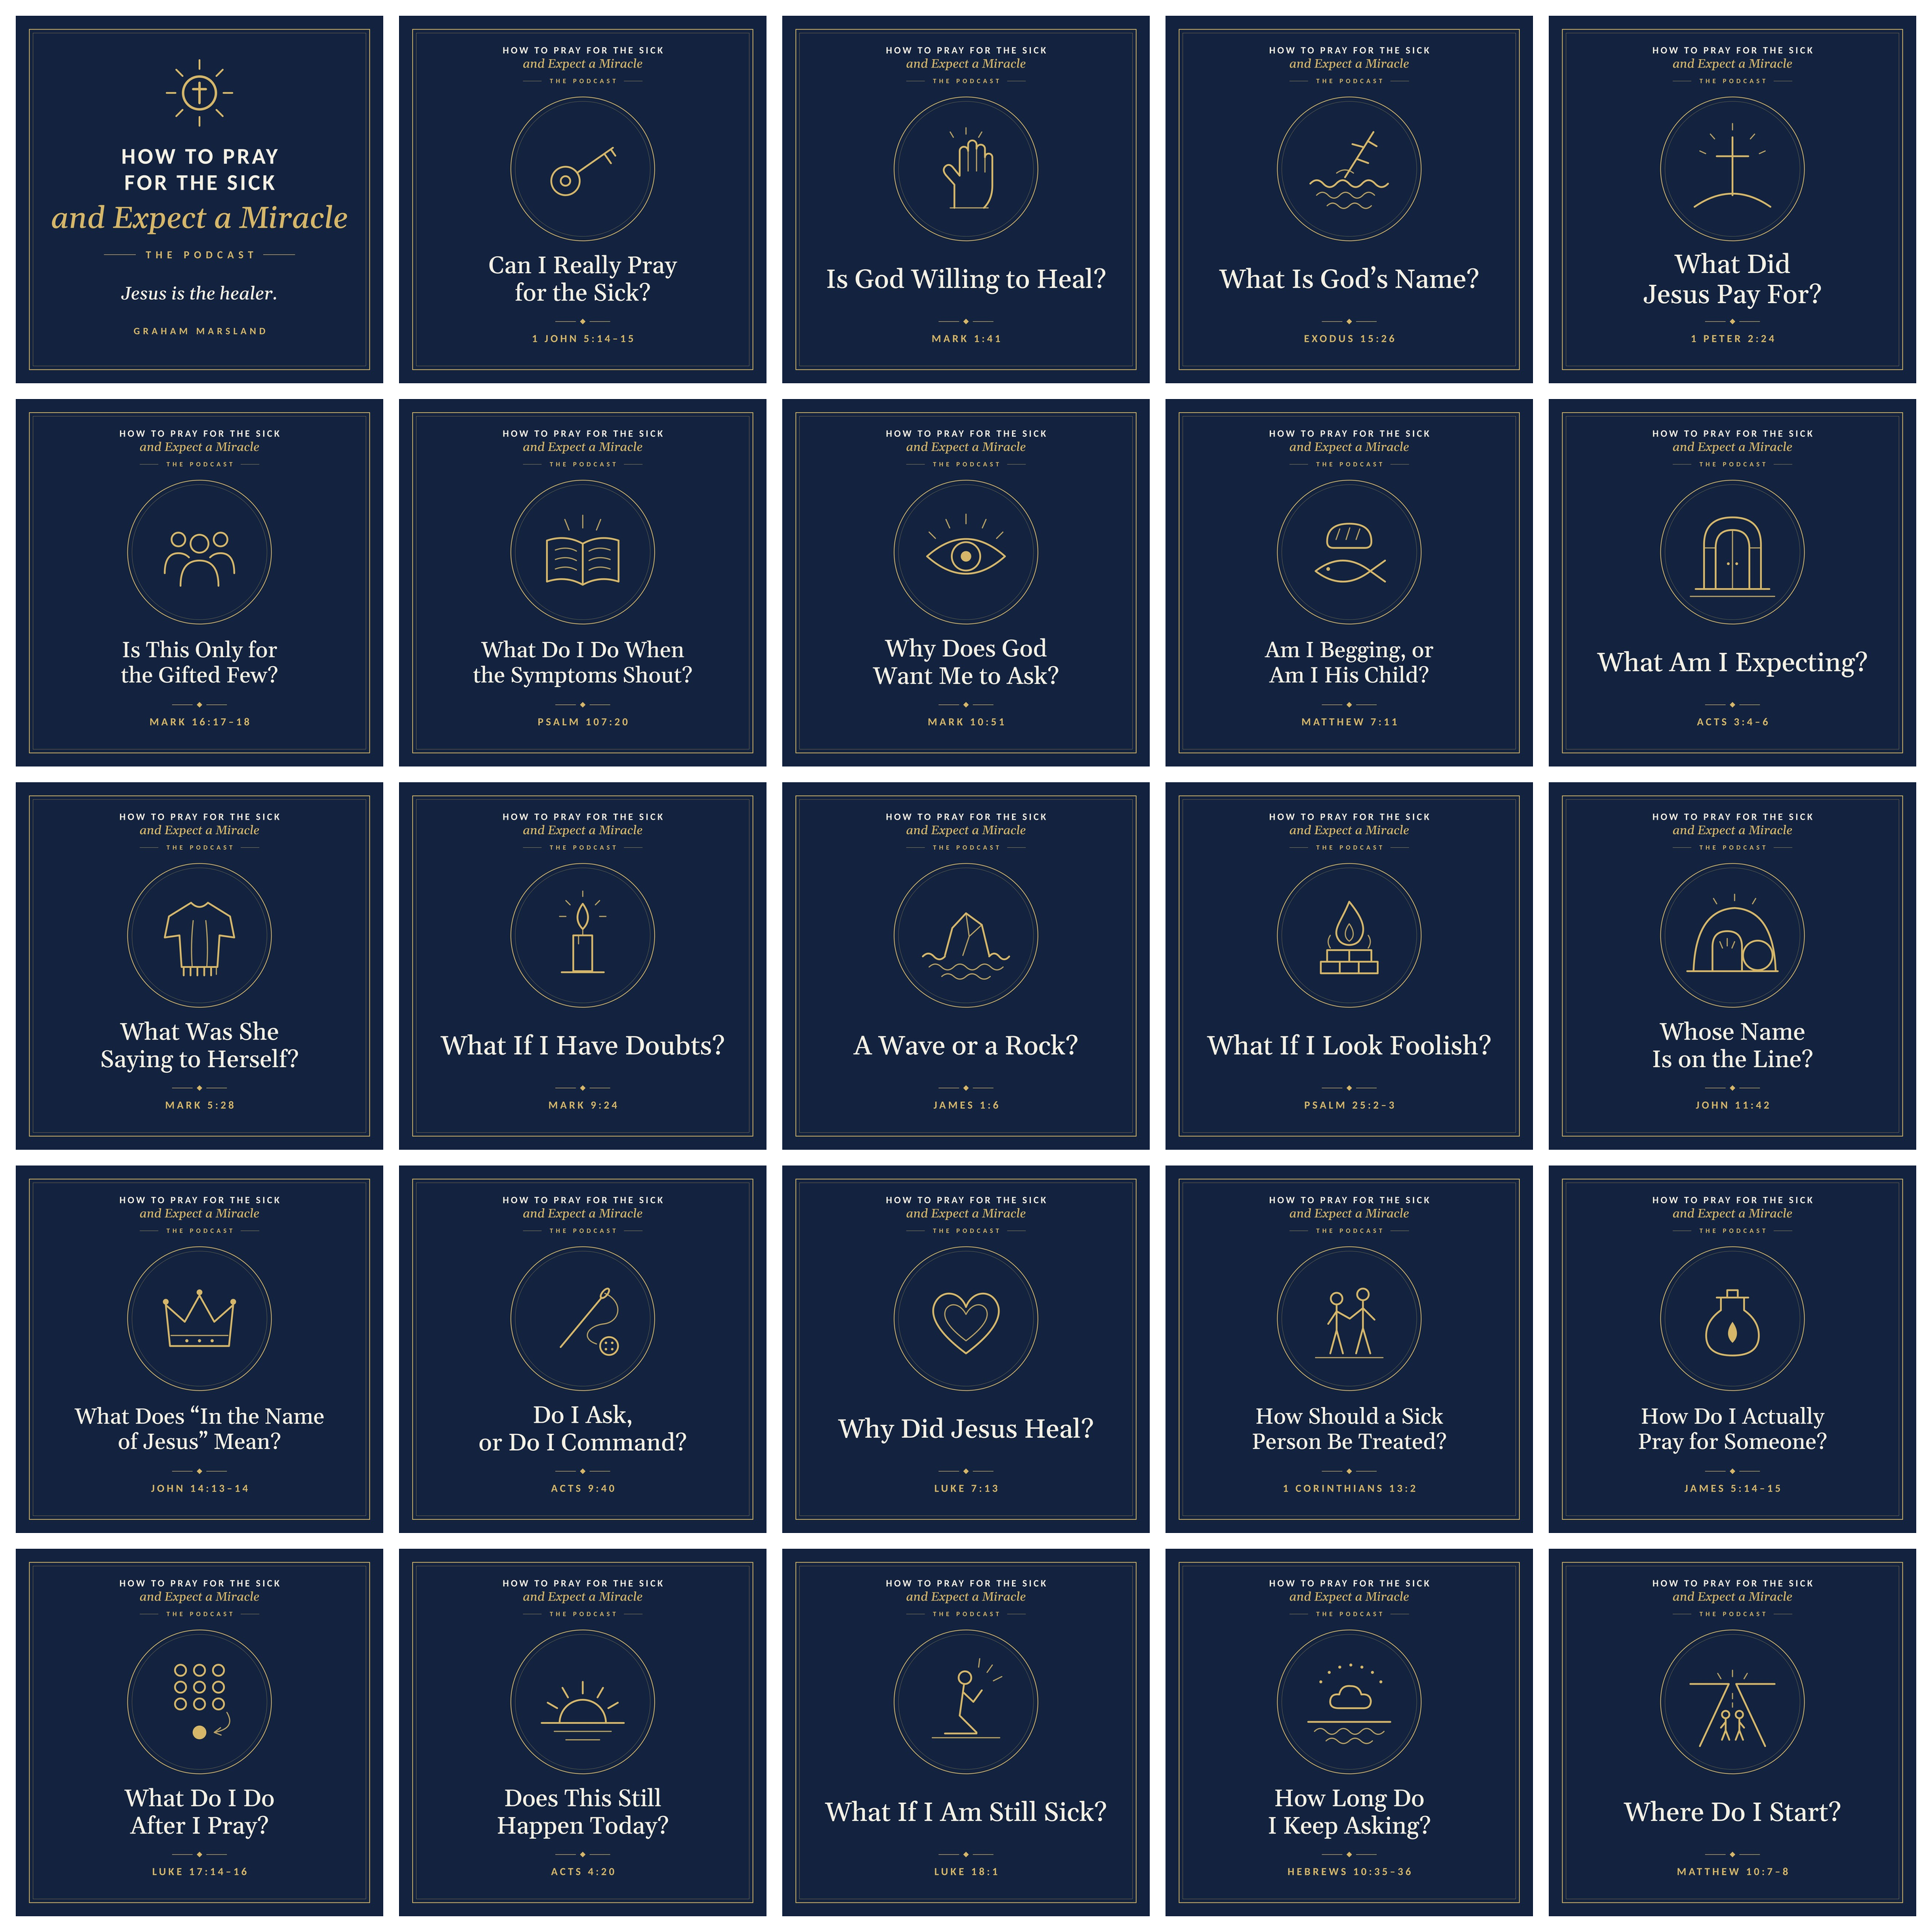 HOW TO PRAY
FOR THE SICK
and Expect a Miracle
THE PODCAST
Jesus is the healer.
GRAHAM MARSLAND
HOW TO PRAY FOR THE SICK
and Expect a Miracle
THE PODCAST
Can I Really Pray
for the Sick?
1 JOHN 5:14–15
HOW TO PRAY FOR THE SICK
and Expect a Miracle
THE PODCAST
Is God Willing to Heal?
MARK 1:41
HOW TO PRAY FOR THE SICK
and Expect a Miracle
THE PODCAST
What Is God’s Name?
EXODUS 15:26
HOW TO PRAY FOR THE SICK
and Expect a Miracle
THE PODCAST
What Did
Jesus Pay For?
1 PETER 2:24
HOW TO PRAY FOR THE SICK
and Expect a Miracle
THE PODCAST
Is This Only for
the Gifted Few?
MARK 16:17–18
HOW TO PRAY FOR THE SICK
and Expect a Miracle
THE PODCAST
What Do I Do When
the Symptoms Shout?
PSALM 107:20
HOW TO PRAY FOR THE SICK
and Expect a Miracle
THE PODCAST
Why Does God
Want Me to Ask?
MARK 10:51
HOW TO PRAY FOR THE SICK
and Expect a Miracle
THE PODCAST
Am I Begging, or
Am I His Child?
MATTHEW 7:11
HOW TO PRAY FOR THE SICK
and Expect a Miracle
THE PODCAST
What Am I Expecting?
ACTS 3:4–6
HOW TO PRAY FOR THE SICK
and Expect a Miracle
THE PODCAST
What Was She
Saying to Herself?
MARK 5:28
HOW TO PRAY FOR THE SICK
and Expect a Miracle
THE PODCAST
What If I Have Doubts?
MARK 9:24
HOW TO PRAY FOR THE SICK
and Expect a Miracle
THE PODCAST
A Wave or a Rock?
JAMES 1:6
HOW TO PRAY FOR THE SICK
and Expect a Miracle
THE PODCAST
What If I Look Foolish?
PSALM 25:2–3
HOW TO PRAY FOR THE SICK
and Expect a Miracle
THE PODCAST
Whose Name
Is on the Line?
JOHN 11:42
HOW TO PRAY FOR THE SICK
and Expect a Miracle
THE PODCAST
What Does “In the Name
of Jesus” Mean?
JOHN 14:13–14
HOW TO PRAY FOR THE SICK
and Expect a Miracle
THE PODCAST
Do I Ask,
or Do I Command?
ACTS 9:40
HOW TO PRAY FOR THE SICK
and Expect a Miracle
THE PODCAST
Why Did Jesus Heal?
LUKE 7:13
HOW TO PRAY FOR THE SICK
and Expect a Miracle
THE PODCAST
How Should a Sick
Person Be Treated?
1 CORINTHIANS 13:2
HOW TO PRAY FOR THE SICK
and Expect a Miracle
THE PODCAST
How Do I Actually
Pray for Someone?
JAMES 5:14–15
HOW TO PRAY FOR THE SICK
and Expect a Miracle
THE PODCAST
What Do I Do
After I Pray?
LUKE 17:14–16
HOW TO PRAY FOR THE SICK
and Expect a Miracle
THE PODCAST
Does This Still
Happen Today?
ACTS 4:20
HOW TO PRAY FOR THE SICK
and Expect a Miracle
THE PODCAST
What If I Am Still Sick?
LUKE 18:1
HOW TO PRAY FOR THE SICK
and Expect a Miracle
THE PODCAST
How Long Do
I Keep Asking?
HEBREWS 10:35–36
HOW TO PRAY FOR THE SICK
and Expect a Miracle
THE PODCAST
Where Do I Start?
MATTHEW 10:7–8